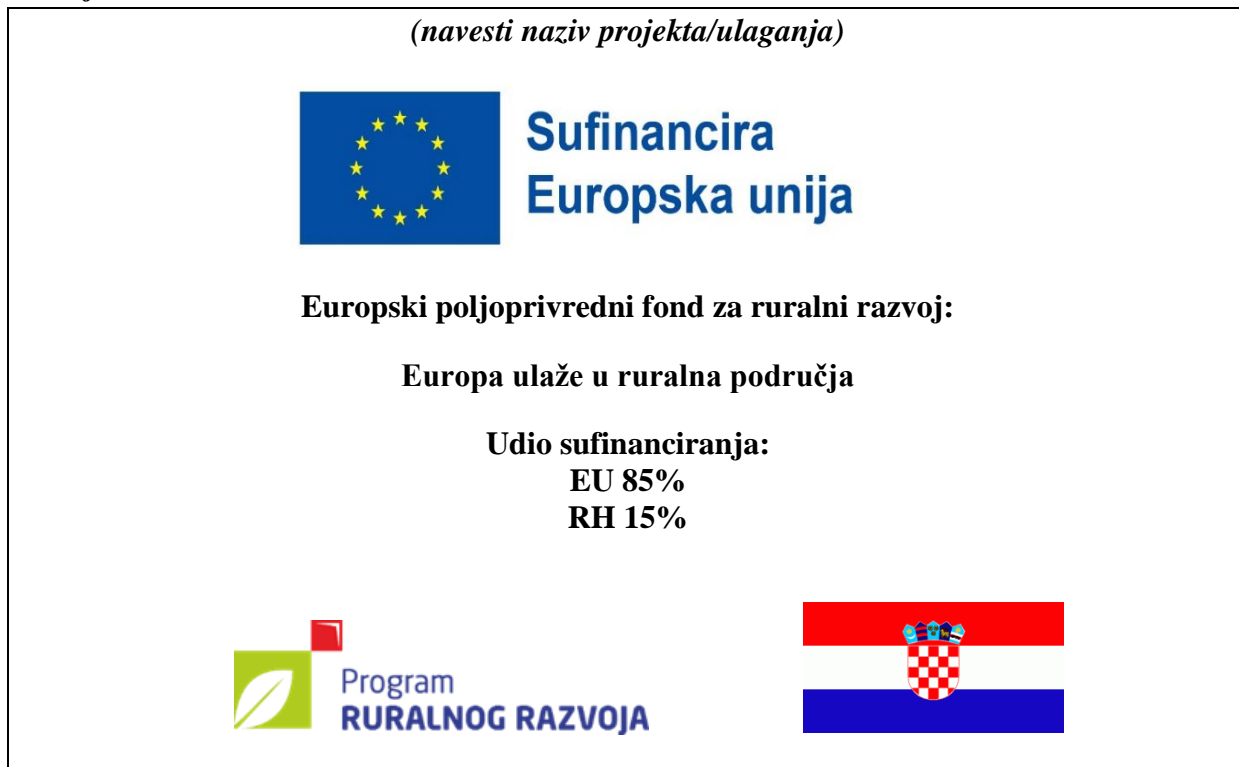 (navesti naziv projekta/ulaganja)
Sufinancira
Europska unija
Europski poljoprivredni fond za ruralni razvoj:
Europa ulaže u ruralna područja
Udio sufinanciranja:
EU 85%
RH 15%
Program
RURALNOG RAZVOJA